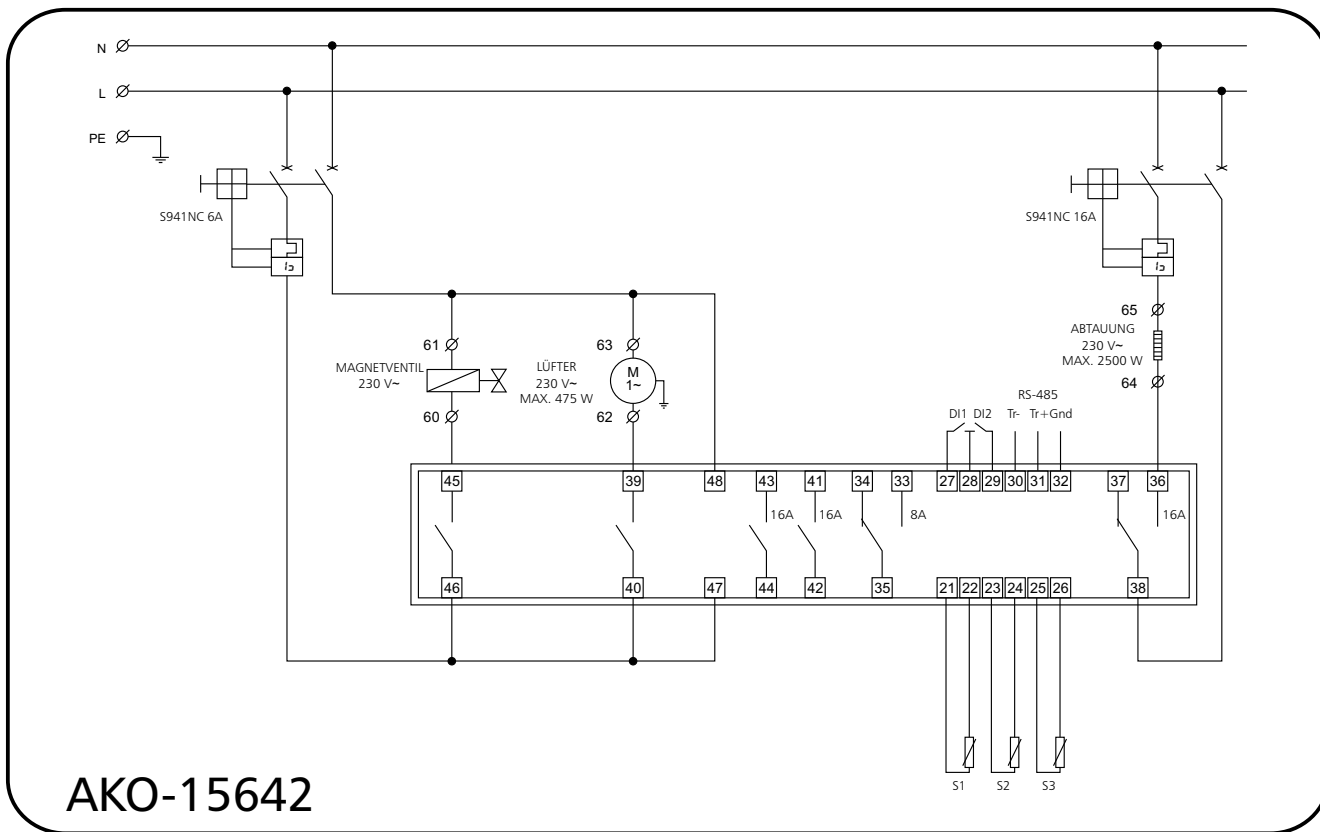 N
L
PE
S941NC 6A
S941NC 16A
65
ABTAUUNG
230 V~
MAX. 2500 W
64
61
MAGNETVENTIL
230 V~
60
63
LÜFTER
230 V~
MAX. 475 W
62
M
1~
RS-485
DI1 DI2 Tr- Tr+ Gnd
45 39 48 43 41 34 33 27 28 29 30 31 32 37 36
16A 16A 8A 16A
46 40 47 44 42 35 21 22 23 24 25 26 38
S1 S2 S3
AKO-15642